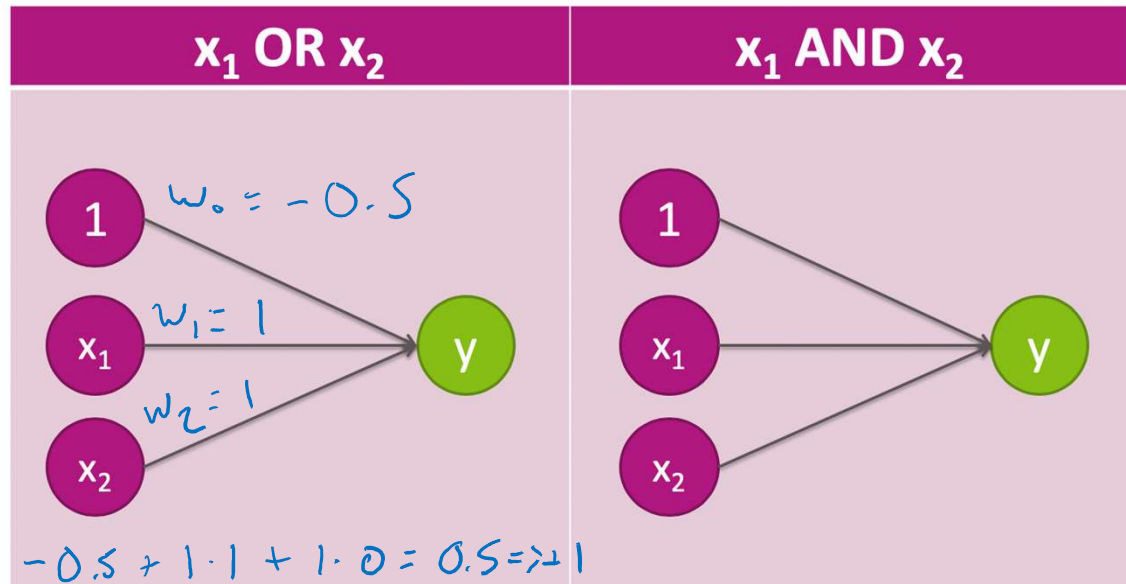 x₁ OR x₂
x₁ AND x₂
1
w₀ = -0.5
x₁
w₁ = 1
x₂
w₂ = 1
y
-0.5 + 1·1 + 1·0 = 0.5 => +1
1
x₁
x₂
y